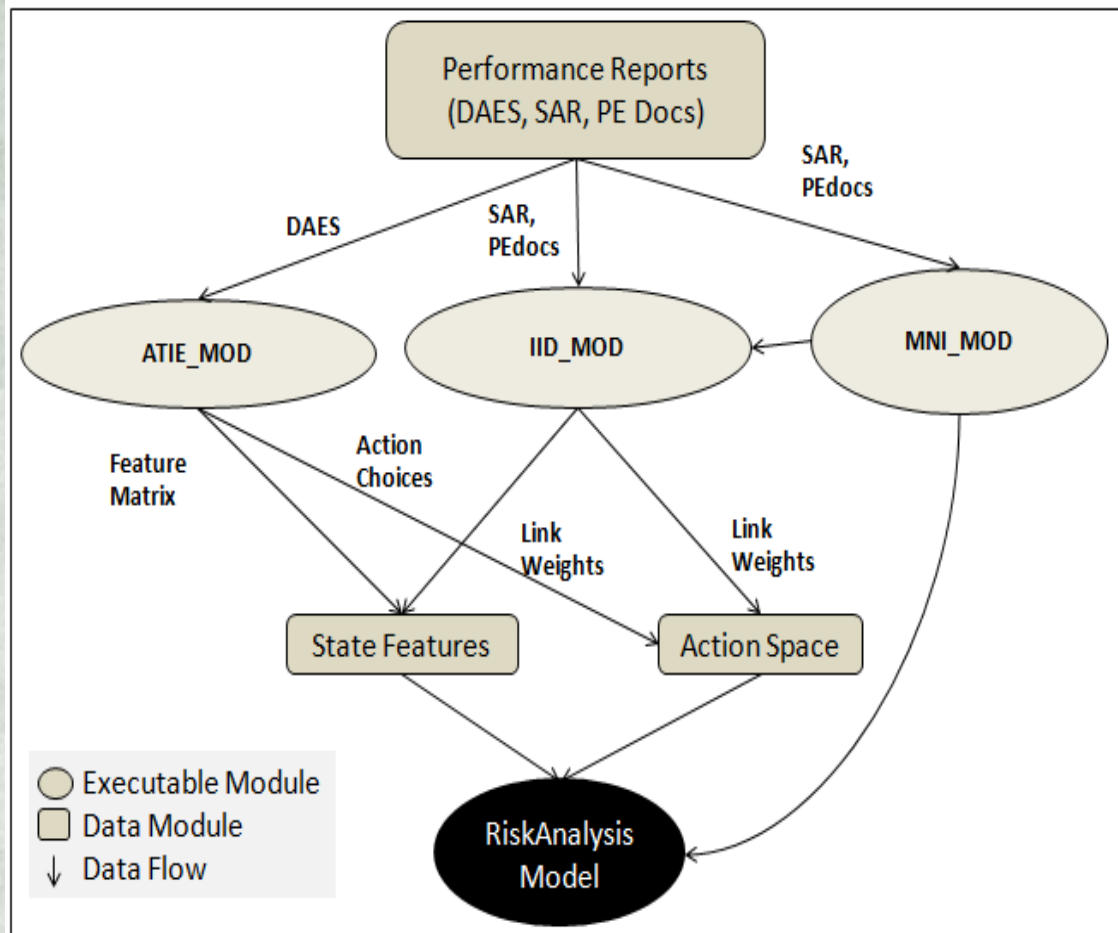 Performance Reports
(DAES, SAR, PE Docs)
SAR,
PEdocs
DAES
SAR,
PEdocs
ATIE_MOD
IID_MOD
MNI_MOD
Feature
Matrix
Action
Choices
Link
Weights
Link
Weights
State Features
Action Space
Executable Module
Data Module
Data Flow
RiskAnalysis
Model